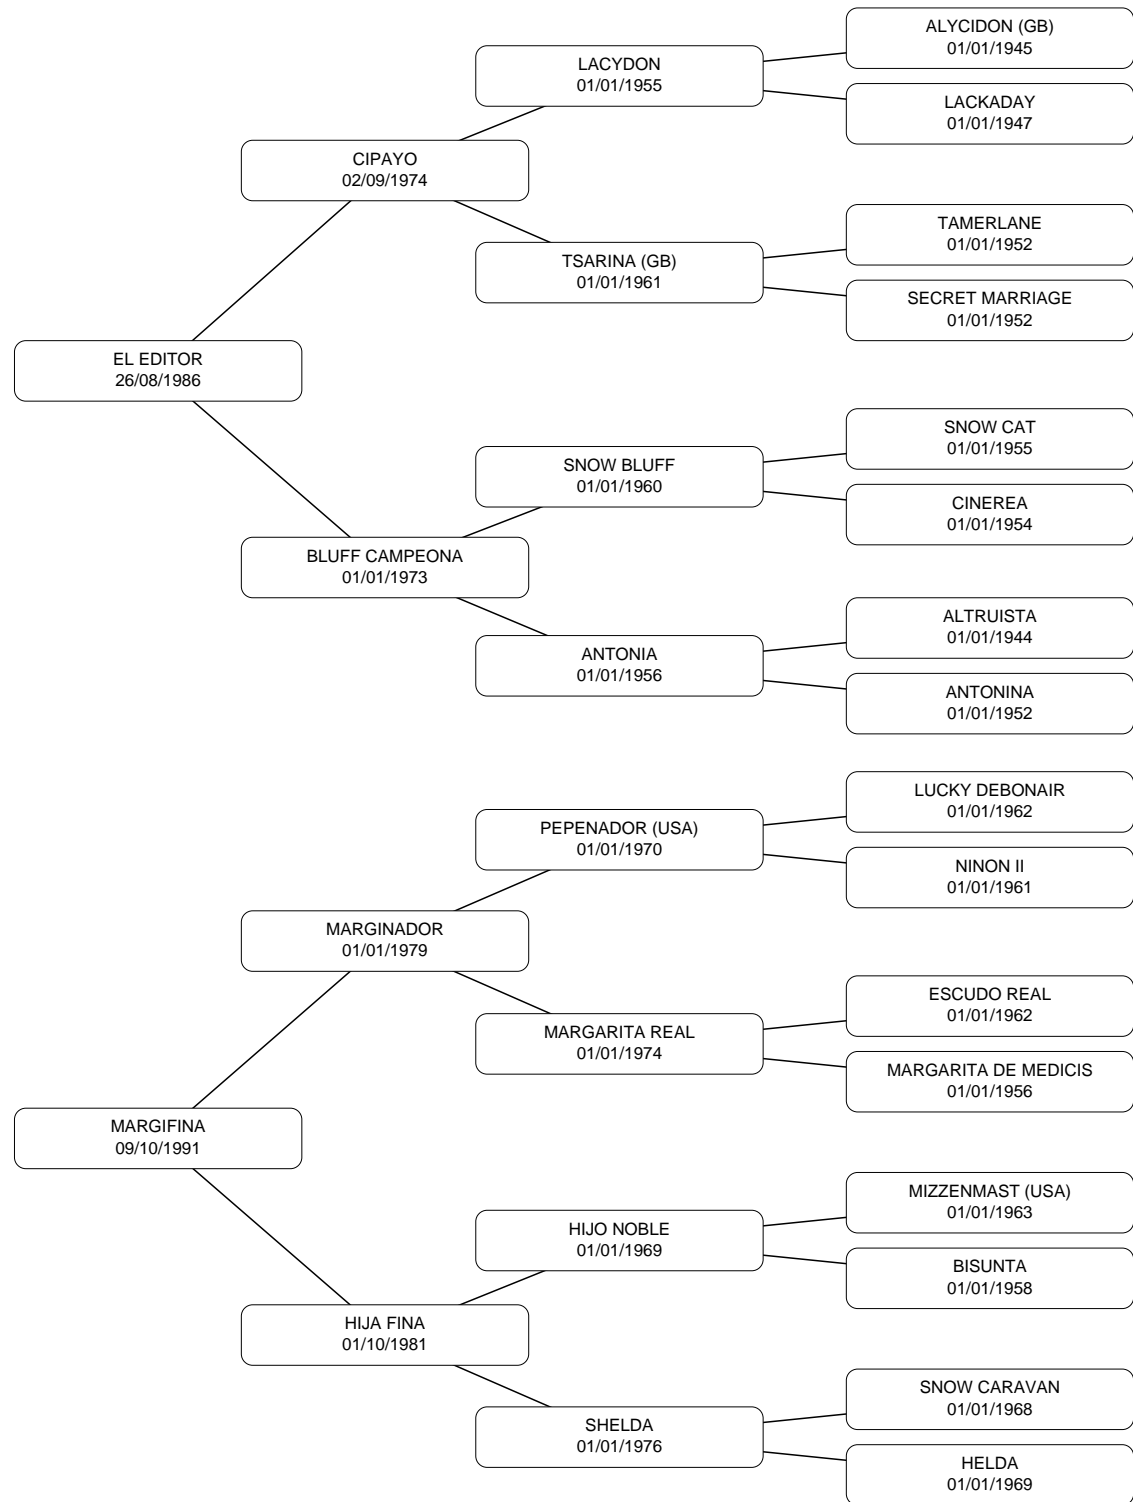 ALYCIDON (GB)
01/01/1945
LACYDON
01/01/1955
LACKADAY
01/01/1947
CIPAYO
02/09/1974
TAMERLANE
01/01/1952
TSARINA (GB)
01/01/1961
SECRET MARRIAGE
01/01/1952
EL EDITOR
26/08/1986
SNOW CAT
01/01/1955
SNOW BLUFF
01/01/1960
CINEREA
01/01/1954
BLUFF CAMPEONA
01/01/1973
ALTRUISTA
01/01/1944
ANTONIA
01/01/1956
ANTONINA
01/01/1952
LUCKY DEBONAIR
01/01/1962
PEPENADOR (USA)
01/01/1970
NINON II
01/01/1961
MARGINADOR
01/01/1979
ESCUDO REAL
01/01/1962
MARGARITA REAL
01/01/1974
MARGARITA DE MEDICIS
01/01/1956
MARGIFINA
09/10/1991
MIZZENMAST (USA)
01/01/1963
HIJO NOBLE
01/01/1969
BISUNTA
01/01/1958
HIJA FINA
01/10/1981
SNOW CARAVAN
01/01/1968
SHELDA
01/01/1976
HELDA
01/01/1969